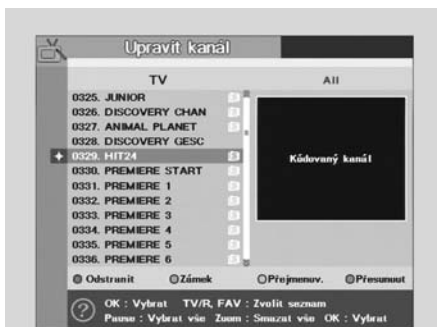 Upravit kanál
TV All
0325. JUNIOR
0326. DISCOVERY CHAN
0327. ANIMAL PLANET
0328. DISCOVERY GESC
0329. HIT24
Kódovaný kanál
0330. PREMIERE START
0331. PREMIERE 1
0332. PREMIERE 2
0333. PREMIERE 3
0334. PREMIERE 4
0335. PREMIERE 5
0336. PREMIERE 6
Odstranit Zámek Přejmenuv. Přesunout
? OK : Vybrat TV/R, FAV : Zvolit seznam
Pause : Vybrat vše Zoom : Smazat vše OK : Vybrat